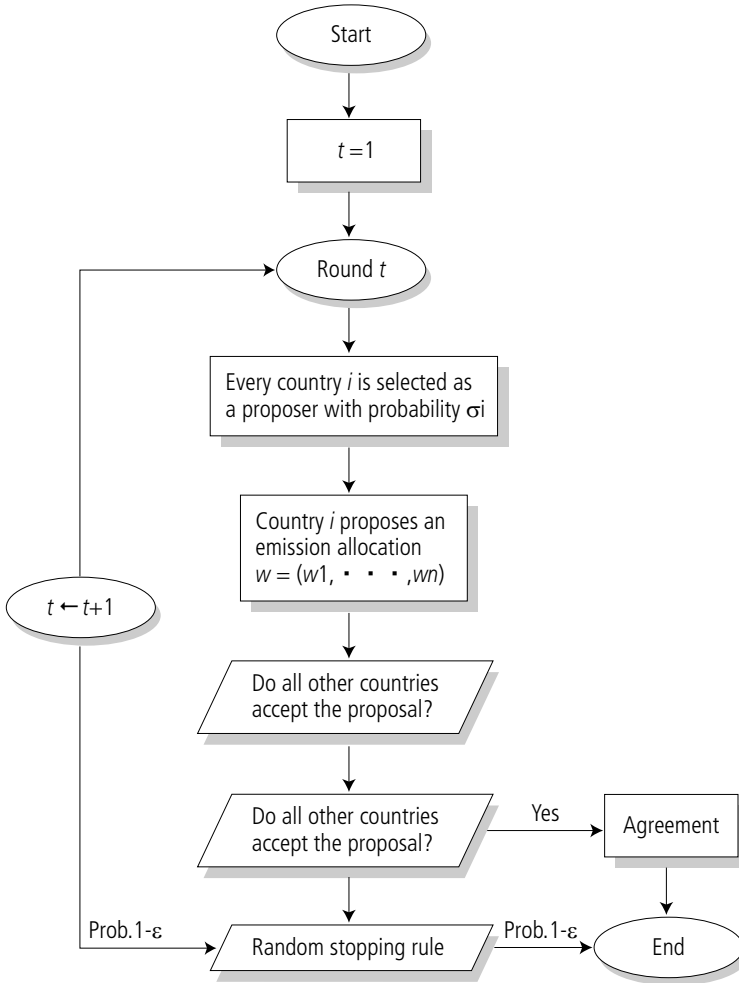 Start
t=1
Round t
Every country i is selected as
a proposer with probability σi
Country i proposes an
emission allocation
w = (w1, ・ ・ ・ ,wn)
t ← t+1
Do all other countries
accept the proposal?
Do all other countries
accept the proposal?
Yes
Agreement
Prob.1-ε
Random stopping rule
Prob.1-ε
End